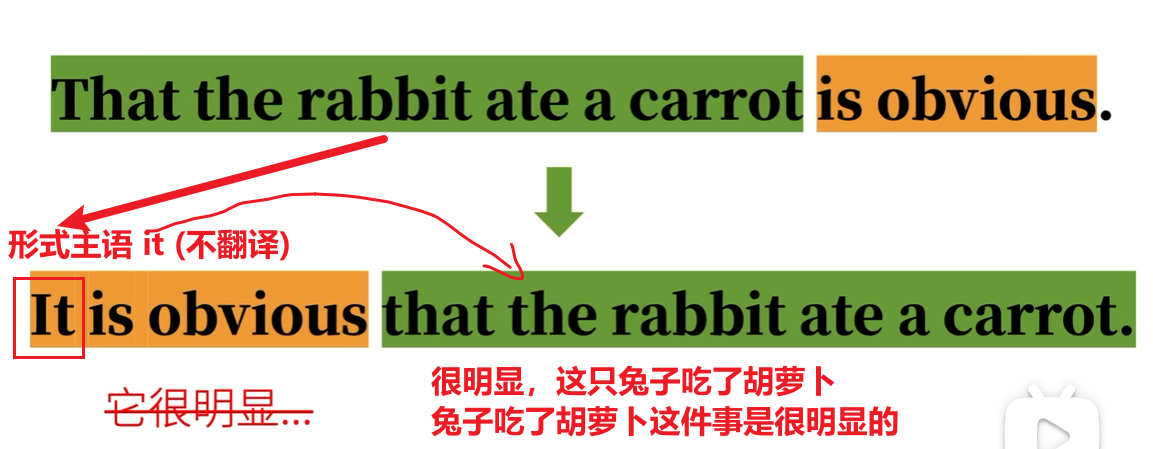 That the rabbit ate a carrot is obvious.
形式主语 it (不翻译)
It is obvious that the rabbit ate a carrot.
它很明显...
很明显，这只兔子吃了胡萝卜
兔子吃了胡萝卜这件事是很明显的